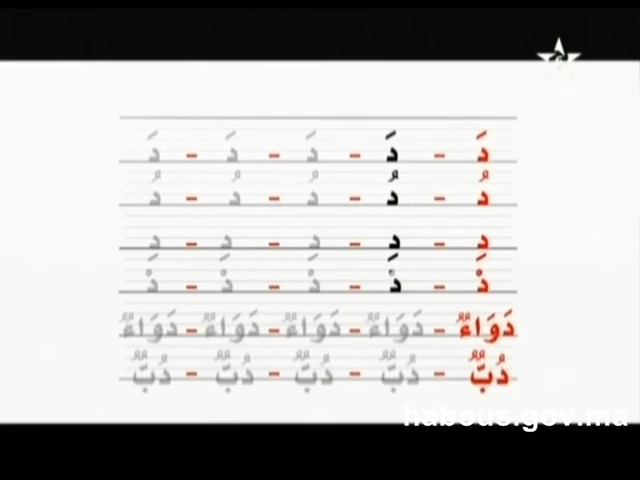 دَ - دَ - دَ - دَ - دَ
دُ - دُ - دُ - دُ - دُ
دِ - دِ - دِ - دِ - دِ
دْ - دْ - دْ - دْ - دْ
دَوَاءٌ - دَوَاءٌ - دَوَاءٌ - دَوَاءٌ - دَوَاءٌ
دُبٌّ - دُبٌّ - دُبٌّ - دُبٌّ - دُبٌّ
habous.gov.ma